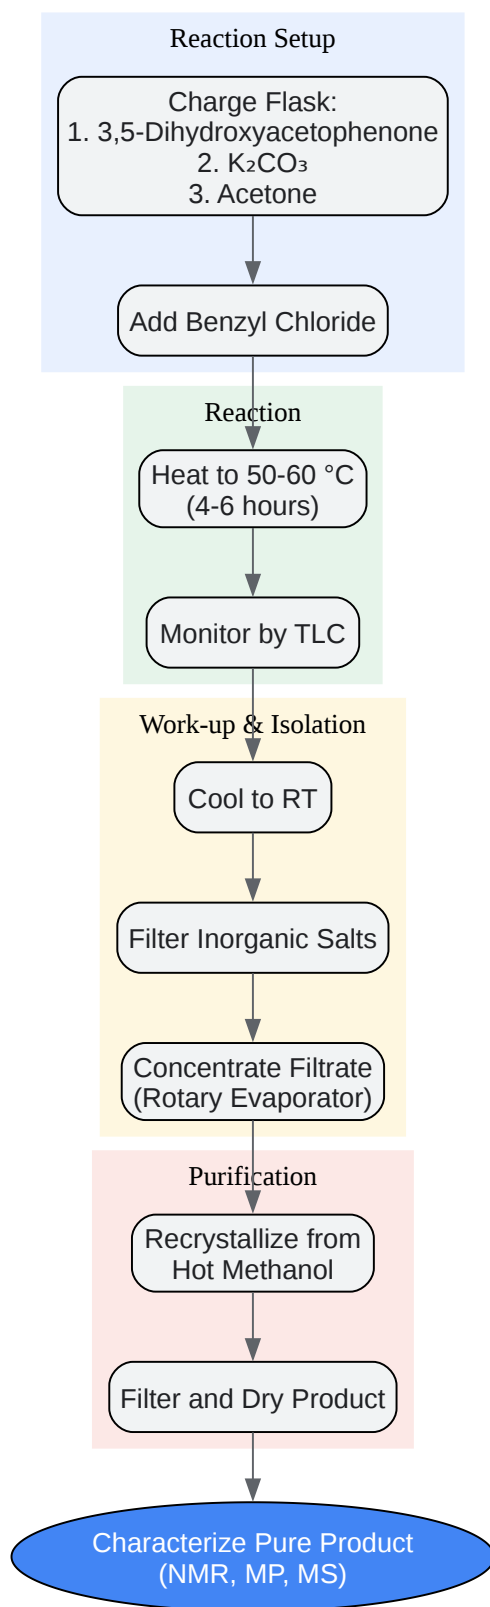 Reaction Setup
Charge Flask:
1. 3,5-Dihydroxyacetophenone
2. K₂CO₃
3. Acetone
Add Benzyl Chloride
Reaction
Heat to 50-60 °C
(4-6 hours)
Monitor by TLC
Work-up & Isolation
Cool to RT
Filter Inorganic Salts
Concentrate Filtrate
(Rotary Evaporator)
Purification
Recrystallize from
Hot Methanol
Filter and Dry Product
Characterize Pure Product
(NMR, MP, MS)